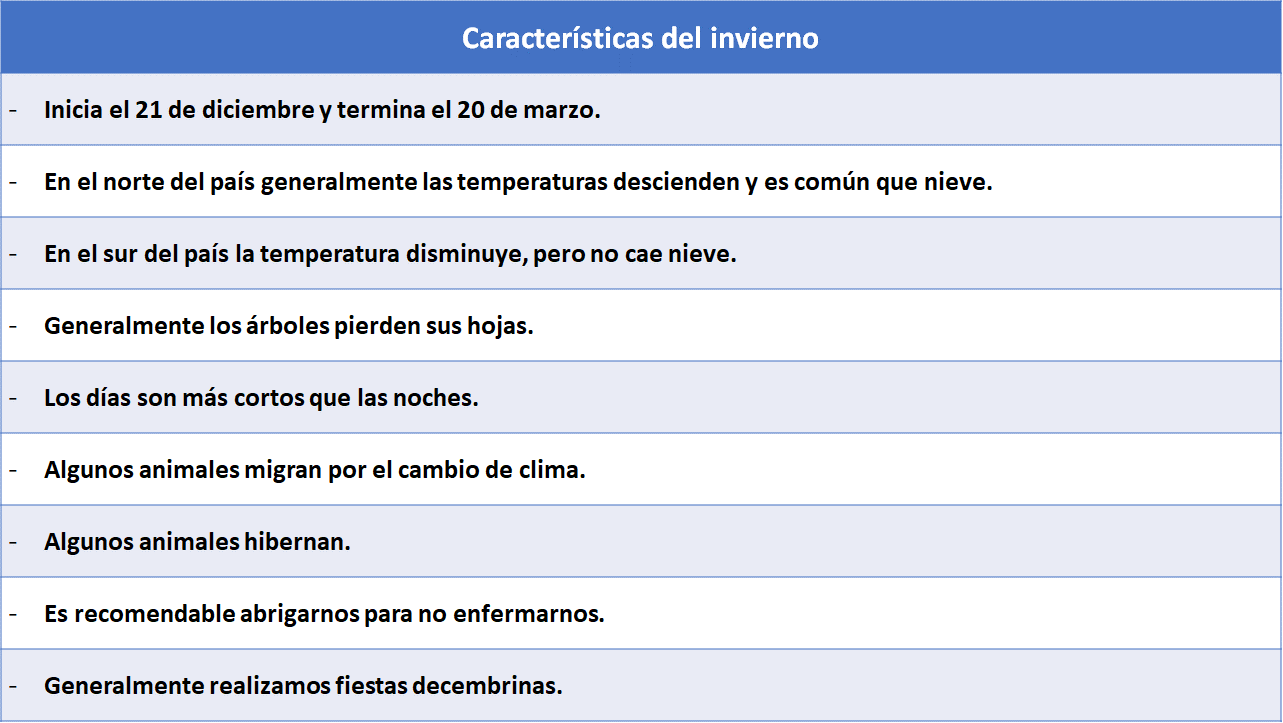 Características del invierno
- Inicia el 21 de diciembre y termina el 20 de marzo.
- En el norte del país generalmente las temperaturas descienden y es común que nieve.
- En el sur del país la temperatura disminuye, pero no cae nieve.
- Generalmente los árboles pierden sus hojas.
- Los días son más cortos que las noches.
- Algunos animales migran por el cambio de clima.
- Algunos animales hibernan.
- Es recomendable abrigarnos para no enfermarnos.
- Generalmente realizamos fiestas decembrinas.